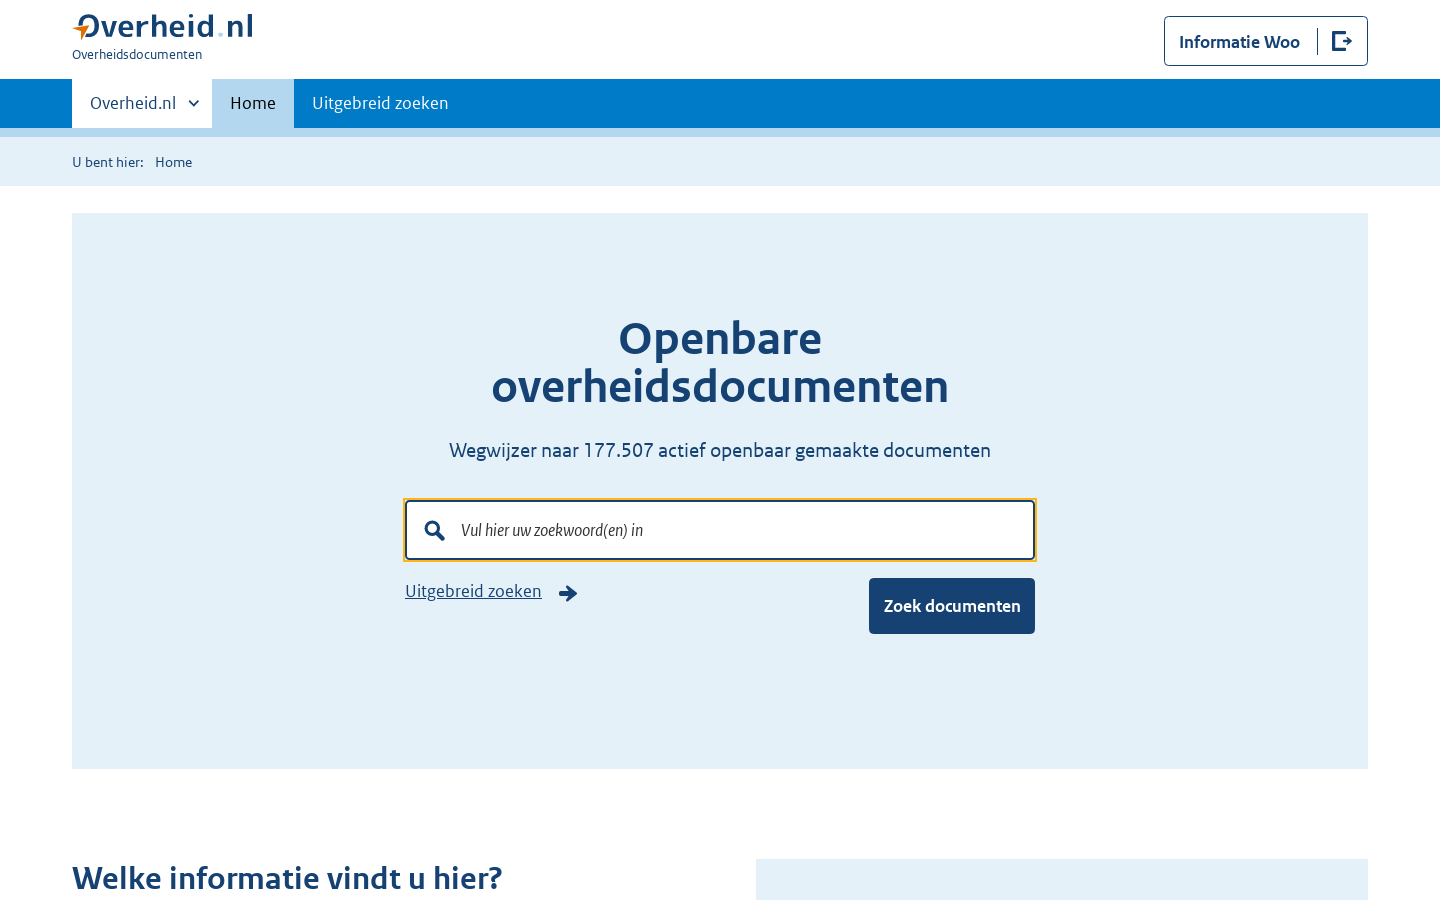 Overheid.nl
Overheidsdocumenten
Informatie Woo
Overheid.nl
Home
Uitgebreid zoeken
U bent hier: Home
Openbare
overheidsdocumenten
Wegwijzer naar 177.507 actief openbaar gemaakte documenten
Vul hier uw zoekwoord(en) in
Uitgebreid zoeken
Zoek documenten
Welke informatie vindt u hier?